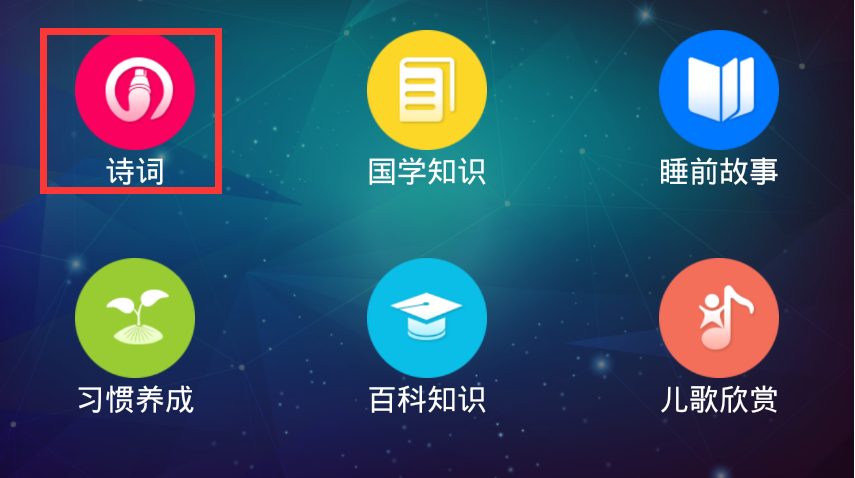 诗词
国学知识
睡前故事
习惯养成
百科知识
儿歌欣赏